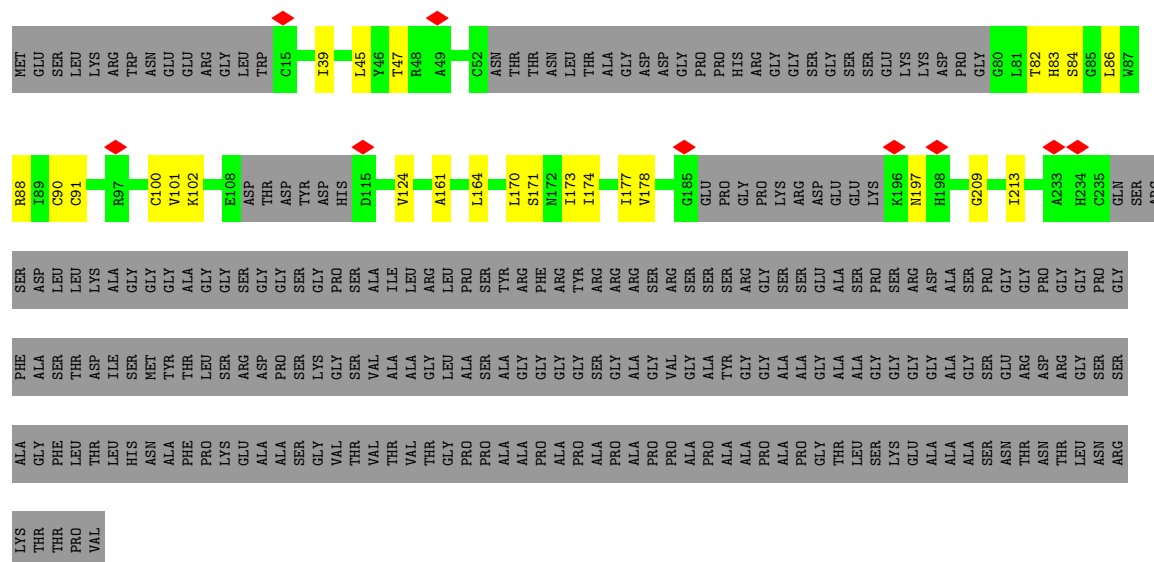 MET GLU SER LEU LYS ARG TRP ASN GLU GLU ARG GLY LEU TRP C15 I39 L45 Y46 T47 R48 A49 C52 ASN THR THR ASN LEU THR ALA GLY ASP ASP GLY PRO PRO HIS ARG GLY GLY SER GLY SER SER GLU LYS LYS ASP PRO GLY G80 L81 T82 H83 S84 G85 L86 W87
R88 I89 C90 C91 R97 C100 V101 K102 E108 ASP THR ASP TYR ASP HIS D115 V124 A161 L164 L170 S171 N172 I173 I174 I177 V178 G185 GLU PRO GLY PRO LYS ARG ASP GLU GLU LYS K196 N197 H198 G209 I213 A233 H234 C235 GLN SER ARG
SER ASP LEU LEU LYS ALA GLY GLY GLY ALA GLY GLY SER GLY GLY SER GLY PRO SER ALA ILE LEU ARG LEU PRO SER TYR ARG PHE ARG TYR ARG ARG ARG SER ARG SER SER SER ARG GLY SER SER GLU ALA SER PRO SER ARG ASP ALA SER PRO GLY GLY PRO GLY GLY PRO GLY
PHE ALA SER THR ASP ILE SER MET TYR THR LEU SER ARG ASP PRO SER LYS GLY SER VAL ALA ALA GLY LEU ALA SER ALA GLY GLY GLY GLY SER GLY ALA GLY VAL GLY ALA TYR GLY GLY ALA ALA GLY ALA ALA GLY GLY GLY GLY ALA GLY SER GLU ARG ASP ARG GLY SER SER
ALA GLY PHE LEU THR LEU HIS ASN ALA PHE PRO LYS GLU ALA ALA SER GLY VAL THR VAL THR VAL THR GLY PRO PRO ALA ALA PRO ALA PRO ALA PRO ALA PRO PRO ALA PRO ALA ALA PRO ALA PRO GLY THR LEU SER LYS GLU ALA ALA ALA SER ASN THR ASN THR LEU ASN ARG
LYS THR THR PRO VAL